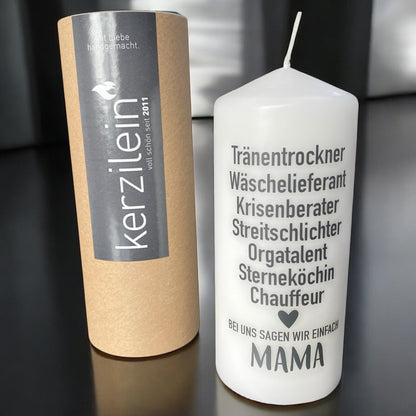 mit Liebe
handgemacht.
kerzilein
voll schön seit 2011
Tränentrockner
Wäschelieferant
Krisenberater
Streitschlichter
Orgatalent
Sterneköchin
Chauffeur
BEI UNS SAGEN WIR EINFACH
MAMA